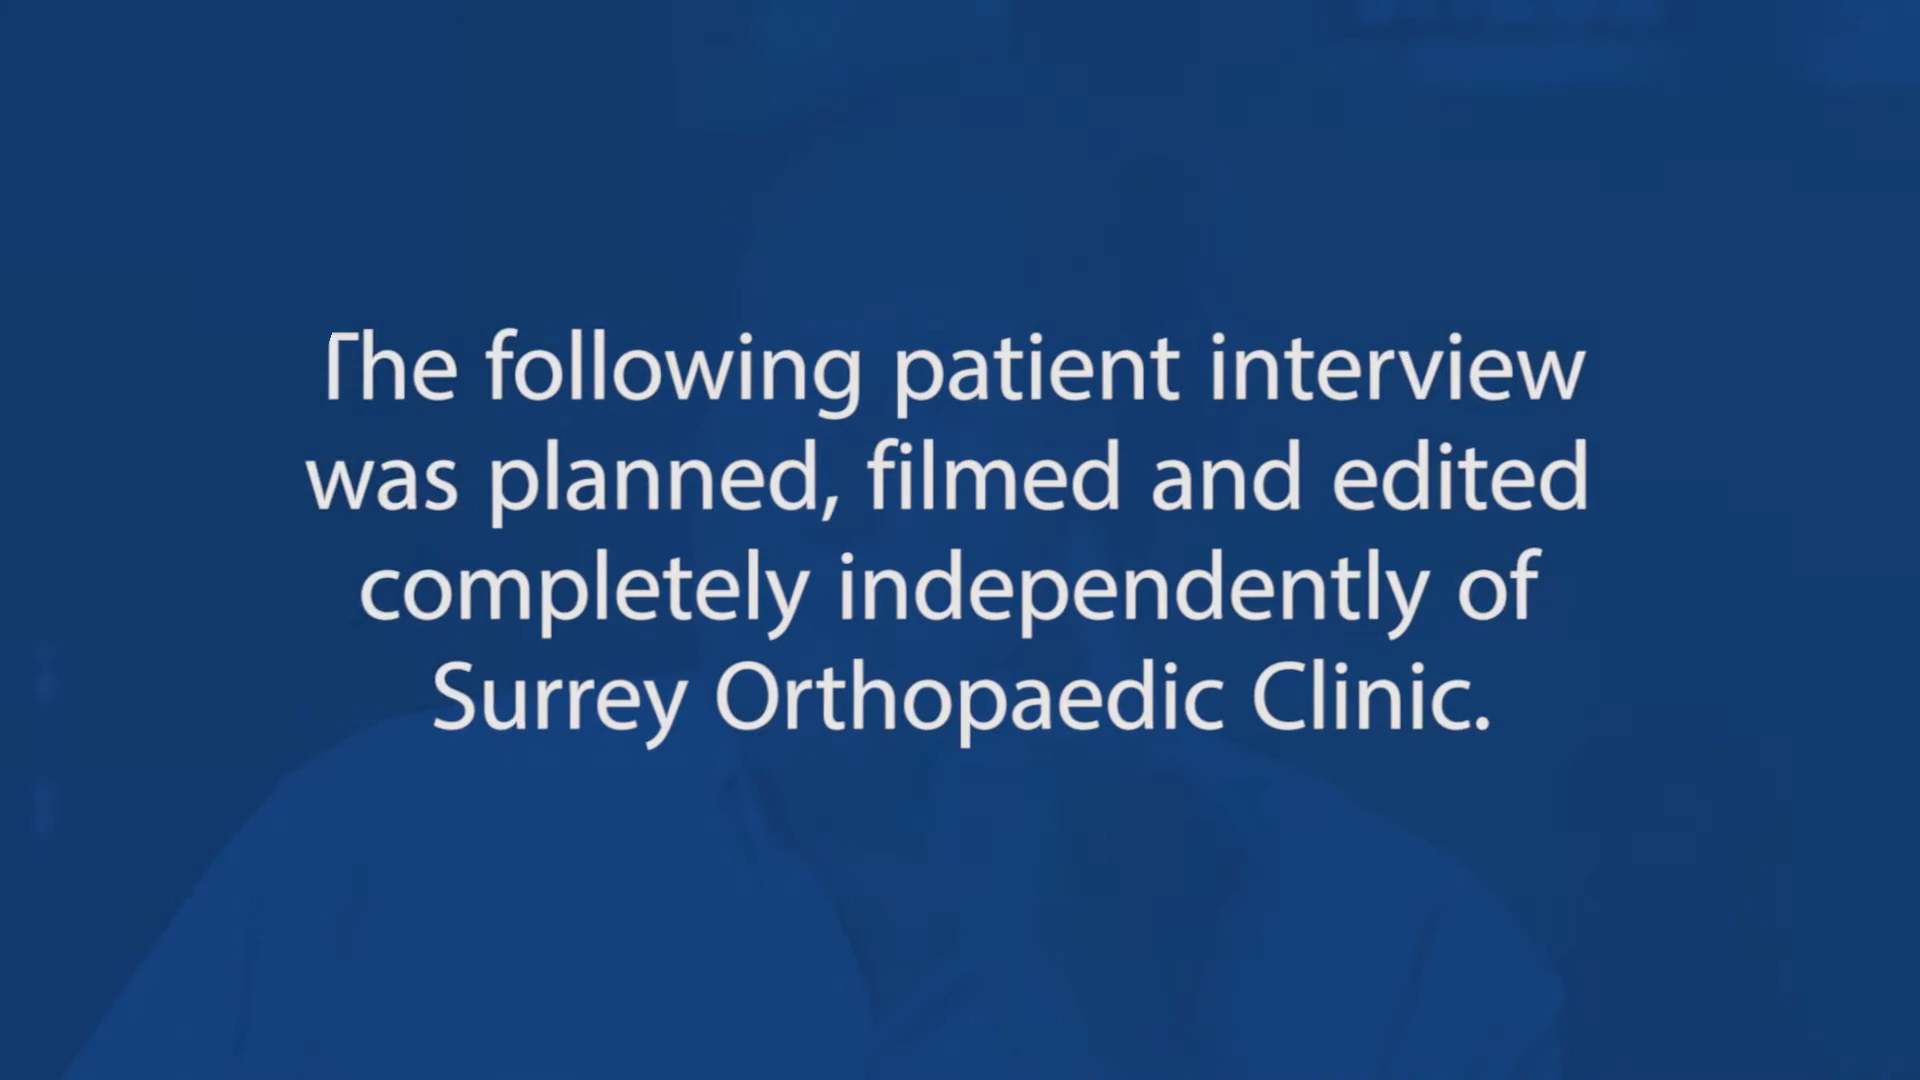 The following patient interview
was planned, filmed and edited
completely independently of
Surrey Orthopaedic Clinic.